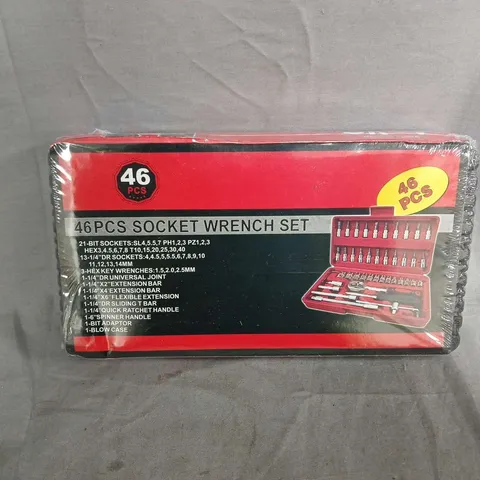 46
PCS
46 PCS
46PCS SOCKET WRENCH SET
21-BIT SOCKETS:SL4,5.5,7 PH1,2,3 PZ1,2,3
HEX3,4,5,6,7,8 T10,15,20,25,30,40
13-1/4"DR SOCKETS:4,4.5,5,5.5,6,7,8,9,10
11,12,13,14MM
3-HEX KEY WRENCHES:1.5,2.0,2.5MM
1-1/4"DR UNIVERSAL JOINT
1-1/4"X2"EXTENSION BAR
1-1/4"X4"EXTENSION BAR
1-1/4"X6"FLEXIBLE EXTENSION
1-1/4"DR SLIDING T BAR
1-1/4"QUICK RATCHET HANDLE
1-6"SPINNER HANDLE
1-BIT ADAPTOR
1-BLOW CASE